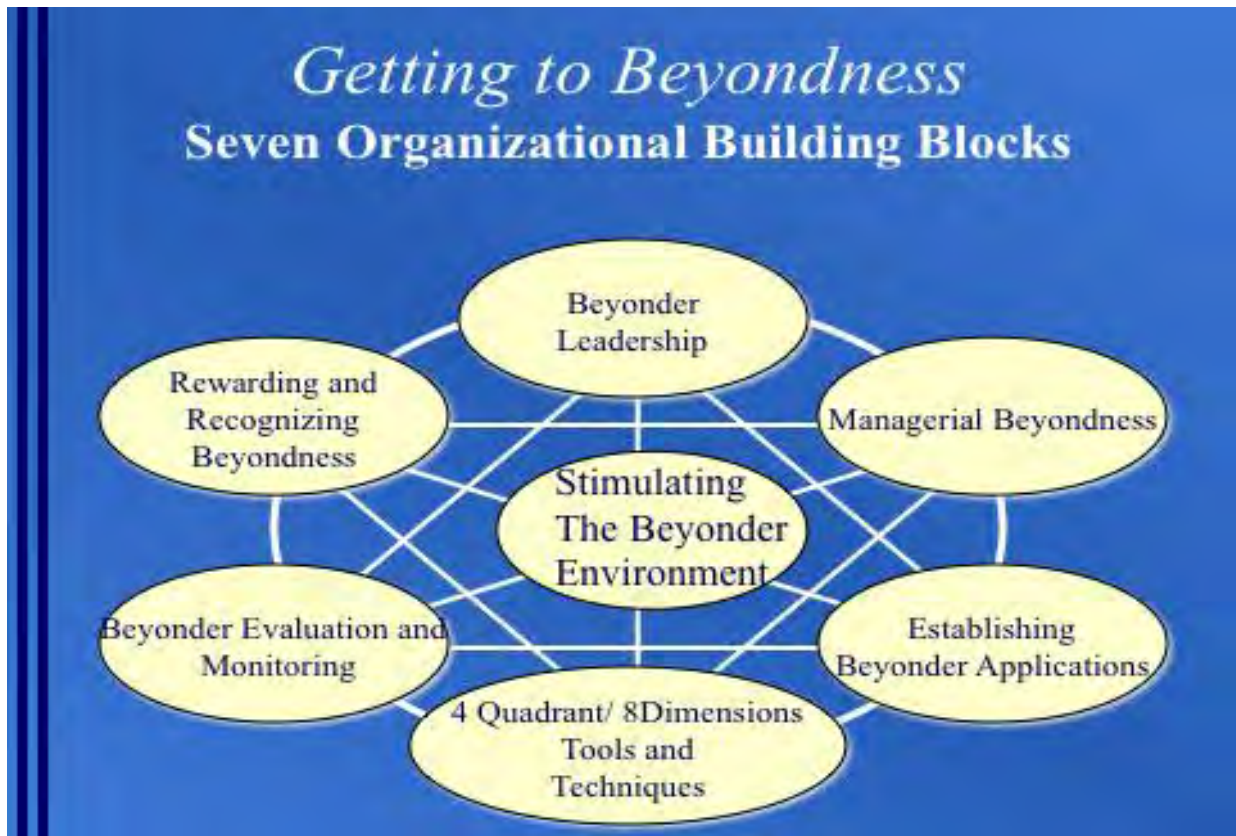 Getting to Beyondness
Seven Organizational Building Blocks
Beyonder
Leadership
Rewarding and
Recognizing
Beyondness
Managerial Beyondness
Stimulating
The Beyonder
Environment
Beyonder Evaluation and
Monitoring
Establishing
Beyonder Applications
4 Quadrant/ 8Dimensions
Tools and
Techniques